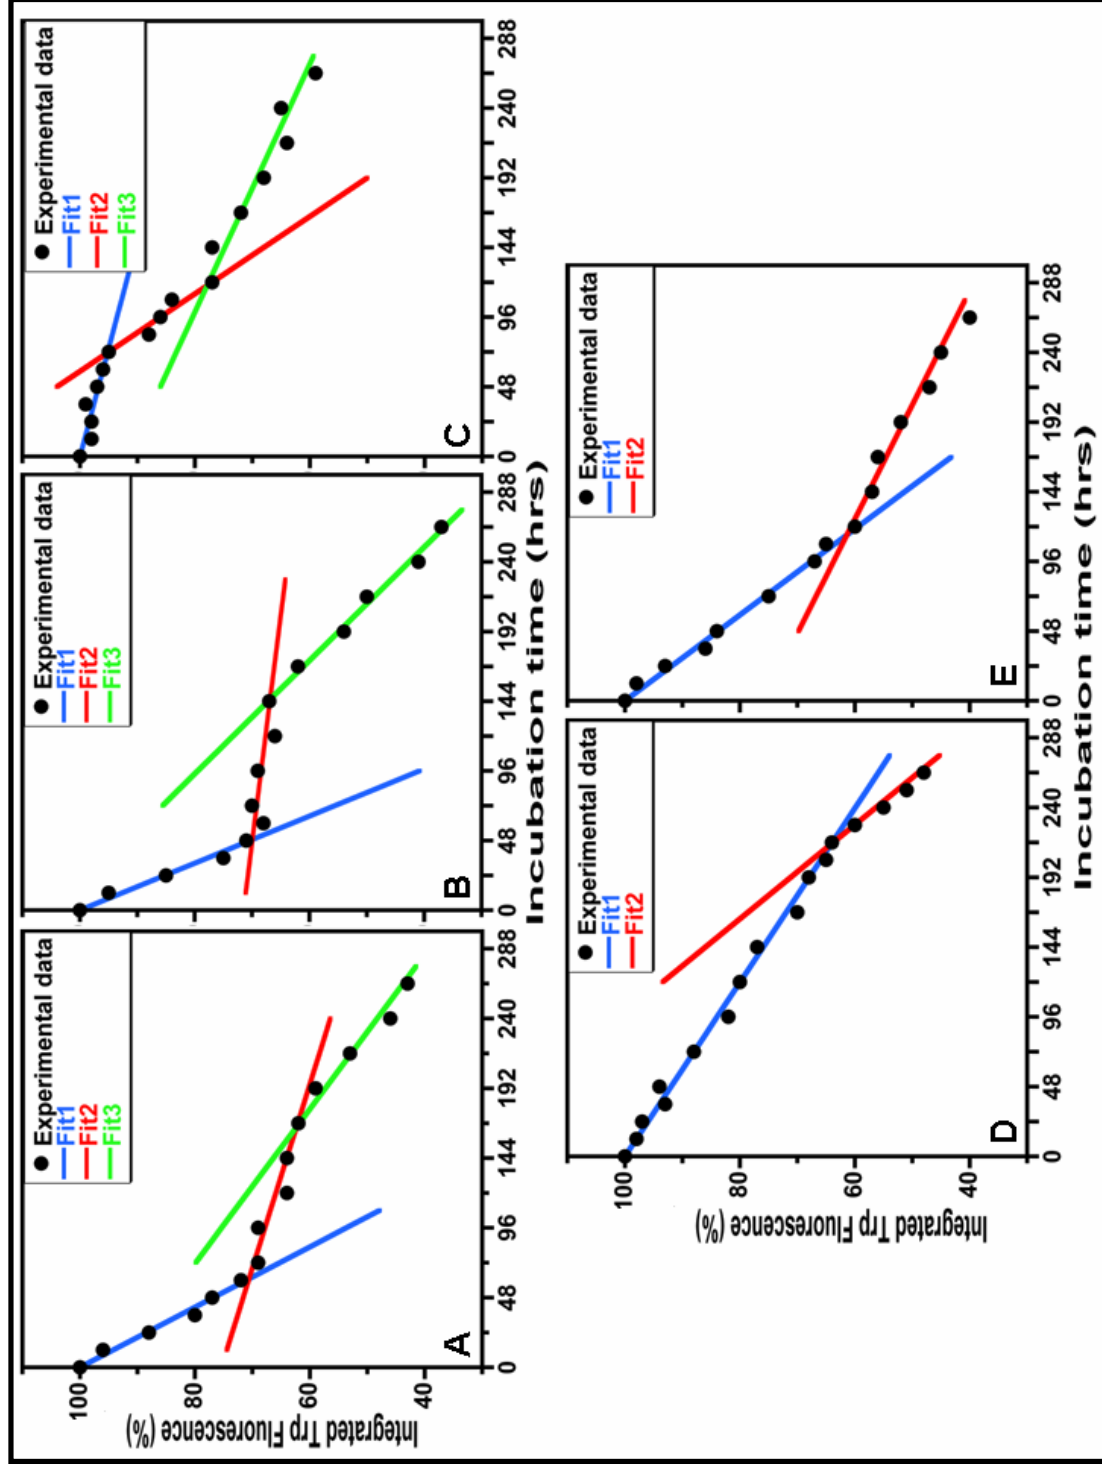 Experimental data
Fit1
Fit2
Fit3
A
Integrated Trp Fluorescence (%)
100
80
60
40
0
48
96
144
192
240
288
Experimental data
Fit1
Fit2
Fit3
B
0
48
96
144
192
240
288
Experimental data
Fit1
Fit2
Fit3
C
0
48
96
144
192
240
288
Incubation time (hrs)
Experimental data
Fit1
Fit2
D
Integrated Trp Fluorescence (%)
100
80
60
40
0
48
96
144
192
240
288
Experimental data
Fit1
Fit2
E
0
48
96
144
192
240
288
Incubation time (hrs)